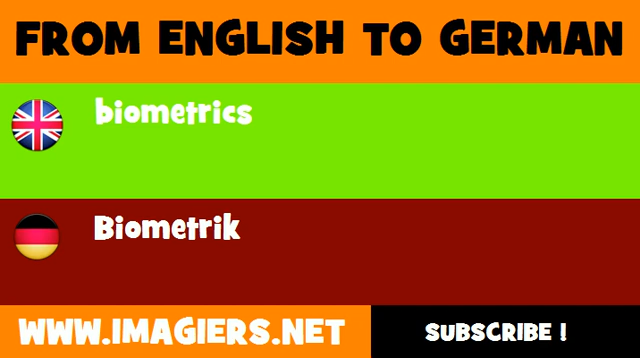 FROM ENGLISH TO GERMAN
biometrics
Biometrik
WWW.IMAGIERS.NET
SUBSCRIBE !